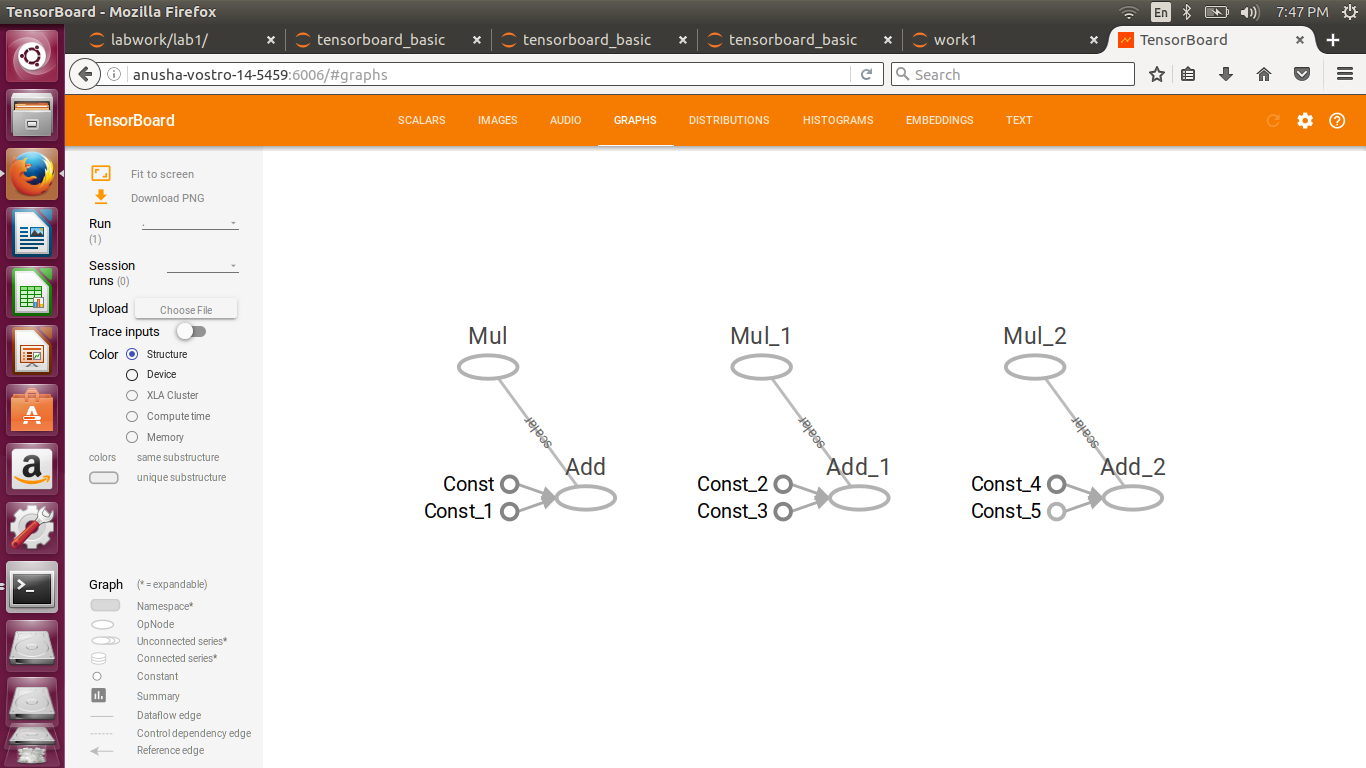 TensorBoard - Mozilla Firefox
En
7:47 PM
labwork/lab1/
tensorboard_basic
tensorboard_basic
tensorboard_basic
work1
TensorBoard
anusha-vostro-14-5459:6006/#graphs
Search
TensorBoard
SCALARS
IMAGES
AUDIO
GRAPHS
DISTRIBUTIONS
HISTOGRAMS
EMBEDDINGS
TEXT
Fit to screen
Download PNG
Run
(1)
.
Session
runs (0)
Upload
Choose File
Trace inputs
Color
Structure
Device
XLA Cluster
Compute time
Memory
colors
same substructure
unique substructure
Mul
scalar
Add
Const
Const_1
Mul_1
scalar
Add_1
Const_2
Const_3
Mul_2
scalar
Add_2
Const_4
Const_5
Graph
(* = expandable)
Namespace*
OpNode
Unconnected series*
Connected series*
Constant
Summary
Dataflow edge
Control dependency edge
Reference edge